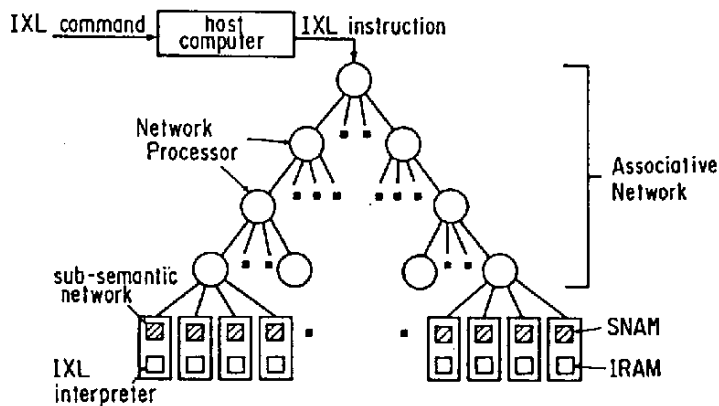 IXL command
host
computer
IXL instruction
Network
Processor
Associative
Network
sub-semantic
network
SNAM
IXL
interpreter
IRAM